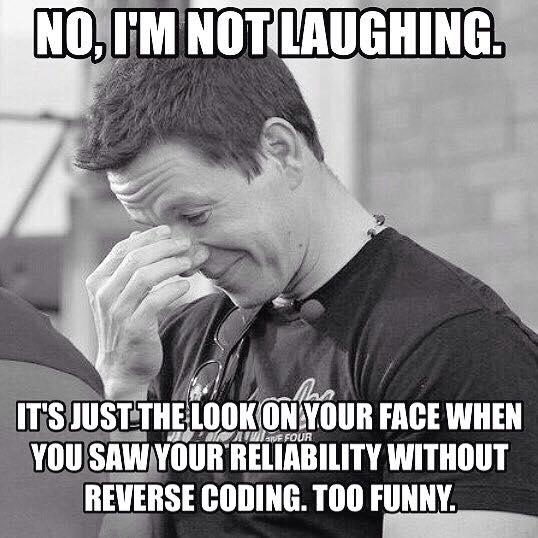 NO, I'M NOT LAUGHING.
IT'S JUST THE LOOK ON YOUR FACE WHEN
YOU SAW YOUR RELIABILITY WITHOUT
REVERSE CODING. TOO FUNNY.